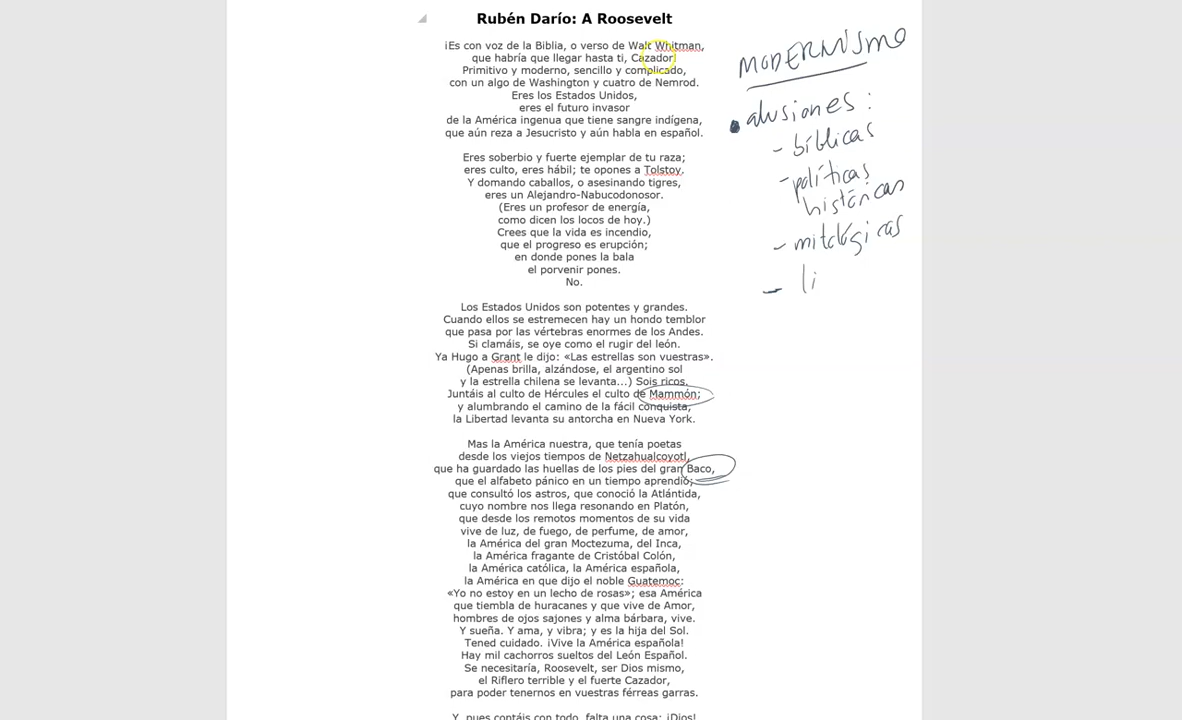 Rubén Darío: A Roosevelt
¡Es con voz de la Biblia, o verso de Walt Whitman,
que habría que llegar hasta ti, Cazador!
Primitivo y moderno, sencillo y complicado,
con un algo de Washington y cuatro de Nemrod.
Eres los Estados Unidos,
eres el futuro invasor
de la América ingenua que tiene sangre indígena,
que aún reza a Jesucristo y aún habla en español.
Eres soberbio y fuerte ejemplar de tu raza;
eres culto, eres hábil; te opones a Tolstoy.
Y domando caballos, o asesinando tigres,
eres un Alejandro-Nabucodonosor.
(Eres un profesor de energía,
como dicen los locos de hoy.)
Crees que la vida es incendio,
que el progreso es erupción;
en donde pones la bala
el porvenir pones.
No.
Los Estados Unidos son potentes y grandes.
Cuando ellos se estremecen hay un hondo temblor
que pasa por las vértebras enormes de los Andes.
Si clamáis, se oye como el rugir del león.
Ya Hugo a Grant le dijo: «Las estrellas son vuestras».
(Apenas brilla, alzándose, el argentino sol
y la estrella chilena se levanta...) Sois ricos.
Juntáis al culto de Hércules el culto de Mammón;
y alumbrando el camino de la fácil conquista,
la Libertad levanta su antorcha en Nueva York.
Mas la América nuestra, que tenía poetas
desde los viejos tiempos de Netzahualcoyotl,
que ha guardado las huellas de los pies del gran Baco,
que el alfabeto pánico en un tiempo aprendió;
que consultó los astros, que conoció la Atlántida,
cuyo nombre nos llega resonando en Platón,
que desde los remotos momentos de su vida
vive de luz, de fuego, de perfume, de amor,
la América del gran Moctezuma, del Inca,
la América fragante de Cristóbal Colón,
la América católica, la América española,
la América en que dijo el noble Guatemoc:
«Yo no estoy en un lecho de rosas»; esa América
que tiembla de huracanes y que vive de Amor,
hombres de ojos sajones y alma bárbara, vive.
Y sueña. Y ama, y vibra; y es la hija del Sol.
Tened cuidado. ¡Vive la América española!
Hay mil cachorros sueltos del León Español.
Se necesitaría, Roosevelt, ser Dios mismo,
el Riflero terrible y el fuerte Cazador,
para poder tenernos en vuestras férreas garras.
Y, pues contáis con todo, falta una cosa: ¡Dios!
MODERNISMO
• alusiones:
- bíblicas
- políticas
históricas
- mitológicas
- li